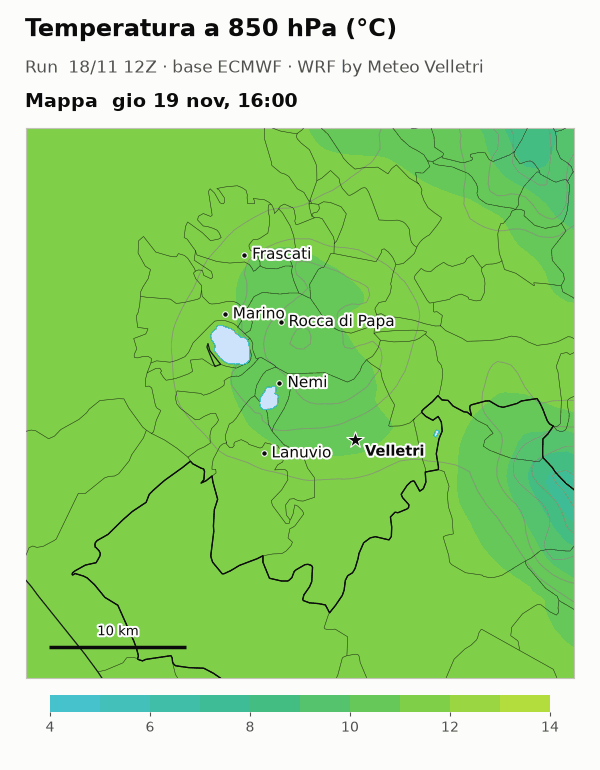 Temperatura a 850 hPa (°C)
Run  18/11 12Z · base ECMWF · WRF by Meteo Velletri
Mappa  gio 19 nov, 16:00
Frascati
Marino
Rocca di Papa
Nemi
Velletri
Lanuvio
10 km
4 6 8 10 12 14